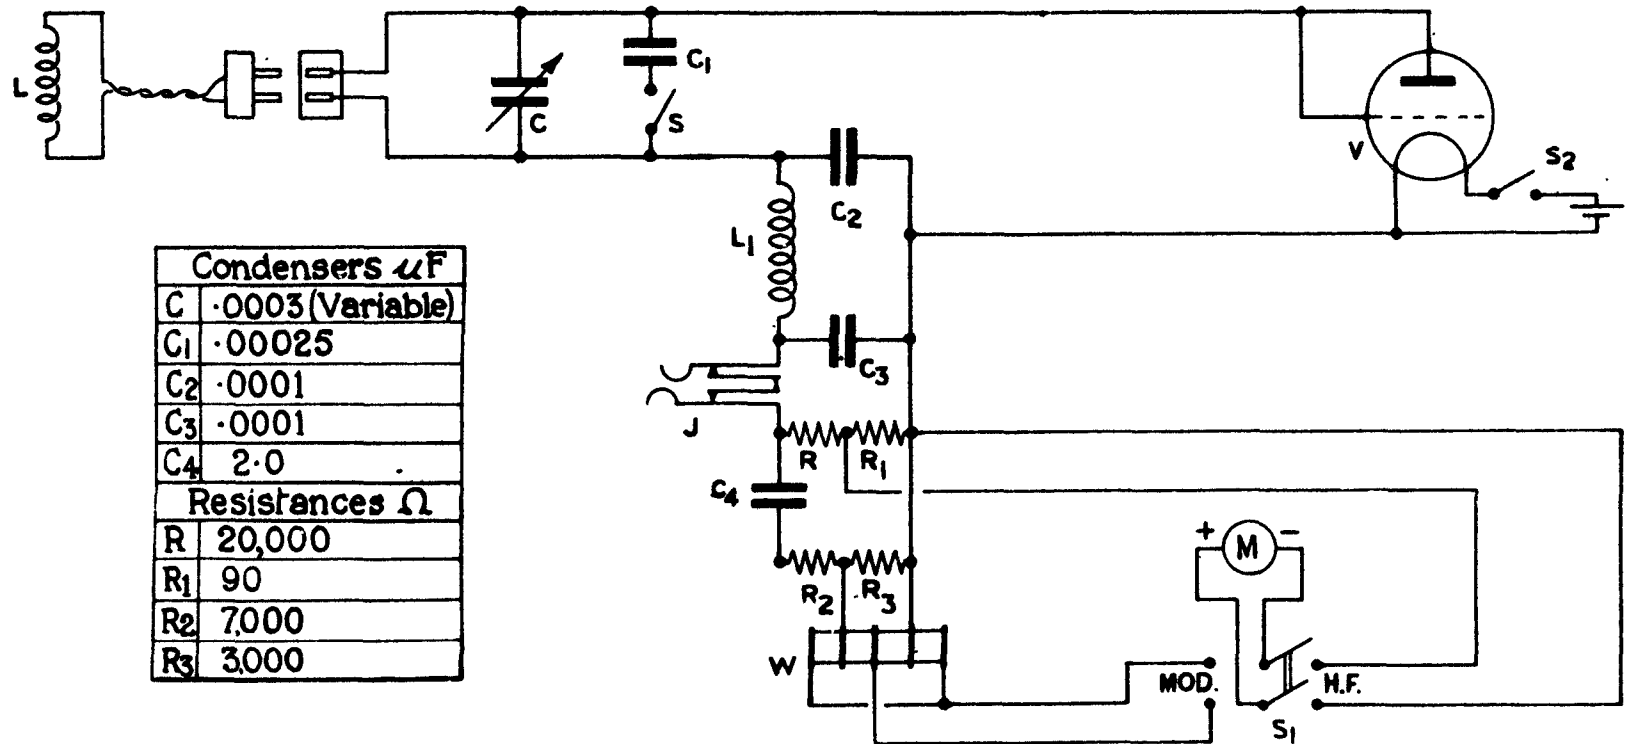 L
C
C1
S
V
S2
C2
L1
C3
J
R
R1
C4
R2
R3
W
+ M -
MOD.
H.F.
S1
Condensers µF
C ·0003 (Variable)
C1 ·00025
C2 ·0001
C3 ·0001
C4 2·0
Resistances Ω
R 20,000
R1 90
R2 7,000
R3 3,000